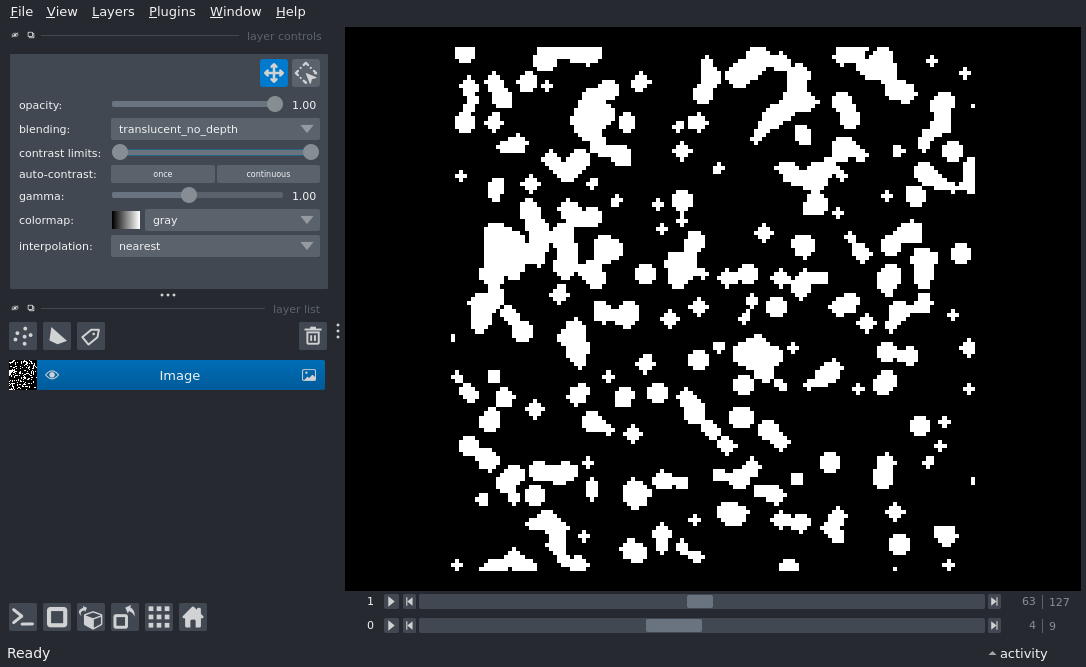 File View Layers Plugins Window Help
layer controls
opacity: 1.00
blending: translucent_no_depth
contrast limits:
auto-contrast: once continuous
gamma: 1.00
colormap: gray
interpolation: nearest
layer list
Image
1 63 127
0 4 9
Ready activity